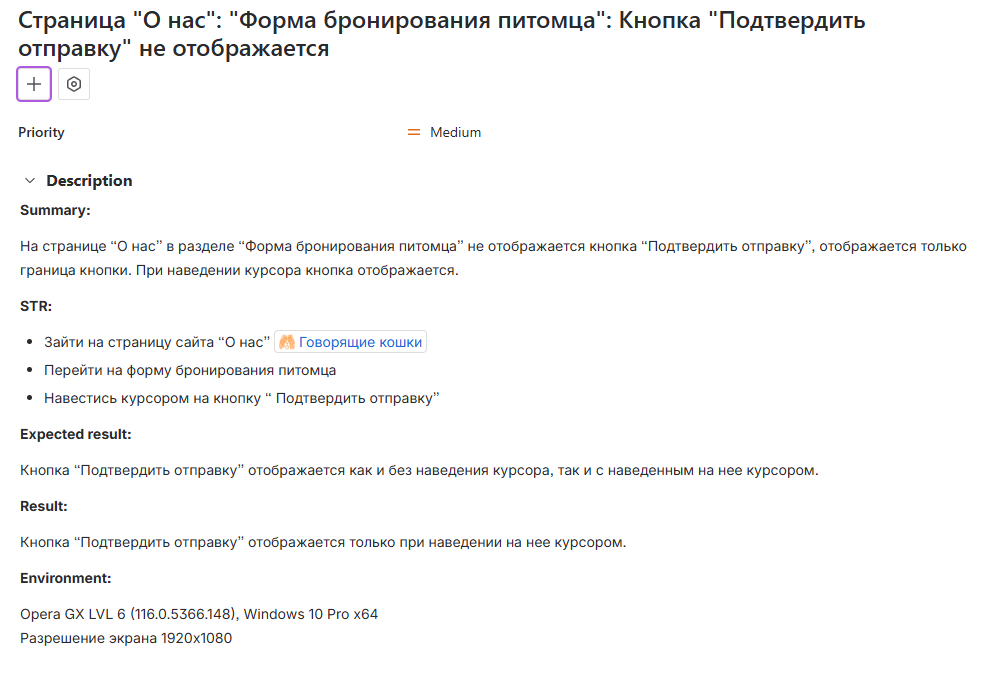 Страница "О нас": "Форма бронирования питомца": Кнопка "Подтвердить
отправку" не отображается
Priority
Medium
Description
Summary:
На странице “О нас” в разделе “Форма бронирования питомца” не отображается кнопка “Подтвердить отправку”, отображается только
граница кнопки. При наведении курсора кнопка отображается.
STR:
• Зайти на страницу сайта “О нас” Говорящие кошки
• Перейти на форму бронирования питомца
• Навестись курсором на кнопку “ Подтвердить отправку”
Expected result:
Кнопка “Подтвердить отправку” отображается как и без наведения курсора, так и с наведенным на нее курсором.
Result:
Кнопка “Подтвердить отправку” отображается только при наведении на нее курсором.
Environment:
Opera GX LVL 6 (116.0.5366.148), Windows 10 Pro x64
Разрешение экрана 1920x1080